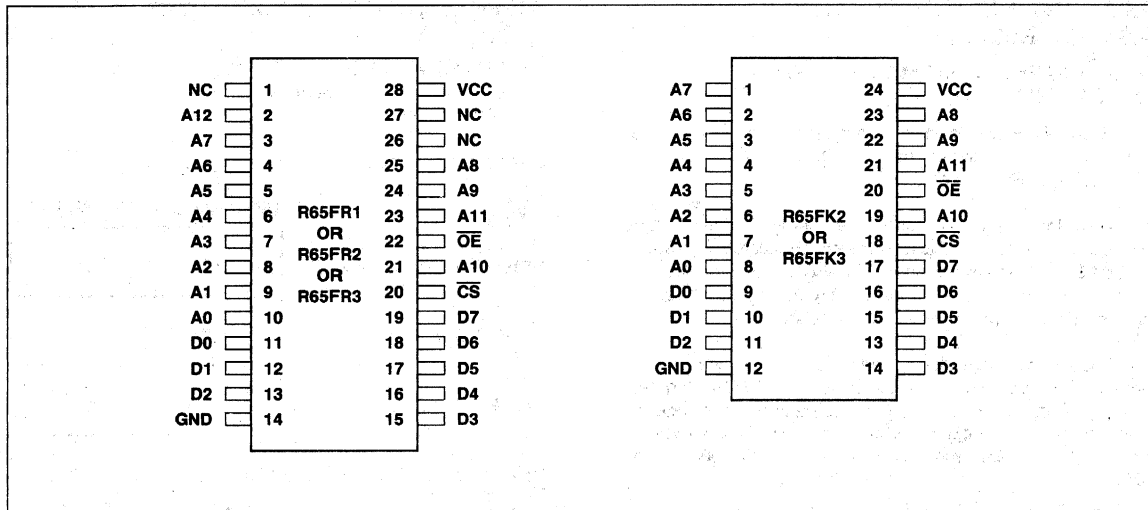 NC 1 28 VCC
A12 2 27 NC
A7 3 26 NC
A6 4 25 A8
A5 5 24 A9
A4 6 23 A11
A3 7 22 OE
A2 8 21 A10
A1 9 20 CS
A0 10 19 D7
D0 11 18 D6
D1 12 17 D5
D2 13 16 D4
GND 14 15 D3
R65FR1
OR
R65FR2
OR
R65FR3
A7 1 24 VCC
A6 2 23 A8
A5 3 22 A9
A4 4 21 A11
A3 5 20 OE
A2 6 19 A10
A1 7 18 CS
A0 8 17 D7
D0 9 16 D6
D1 10 15 D5
D2 11 13 D4
GND 12 14 D3
R65FK2
OR
R65FK3